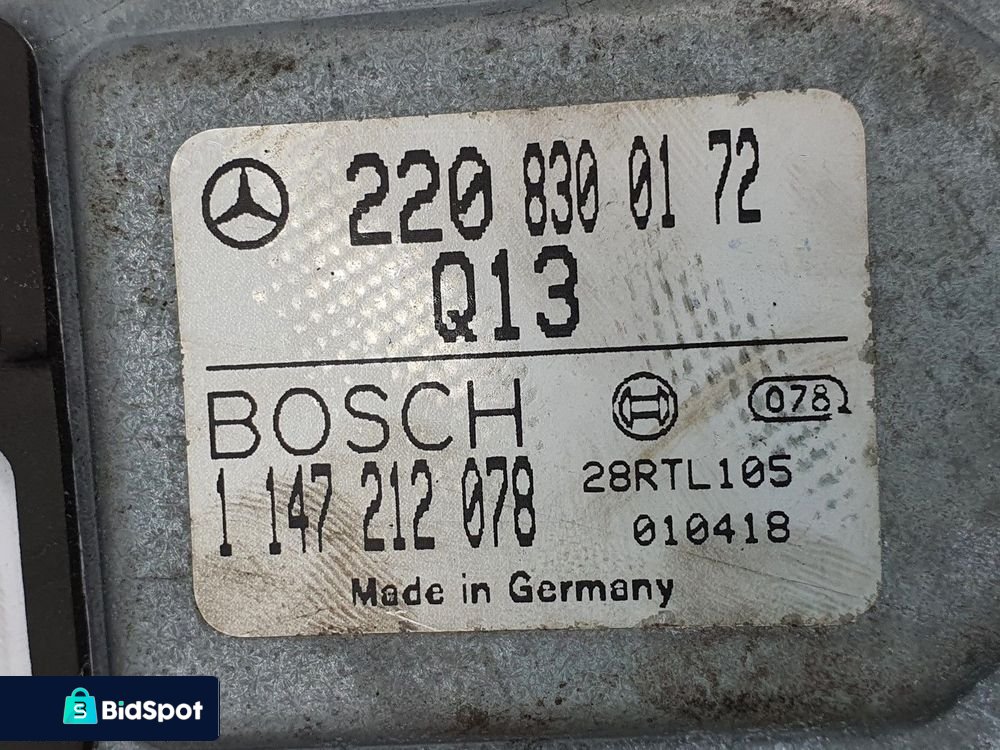 220 830 01 72
Q13
BOSCH
078
1 147 212 078
28RTL105
010418
Made in Germany
BidSpot